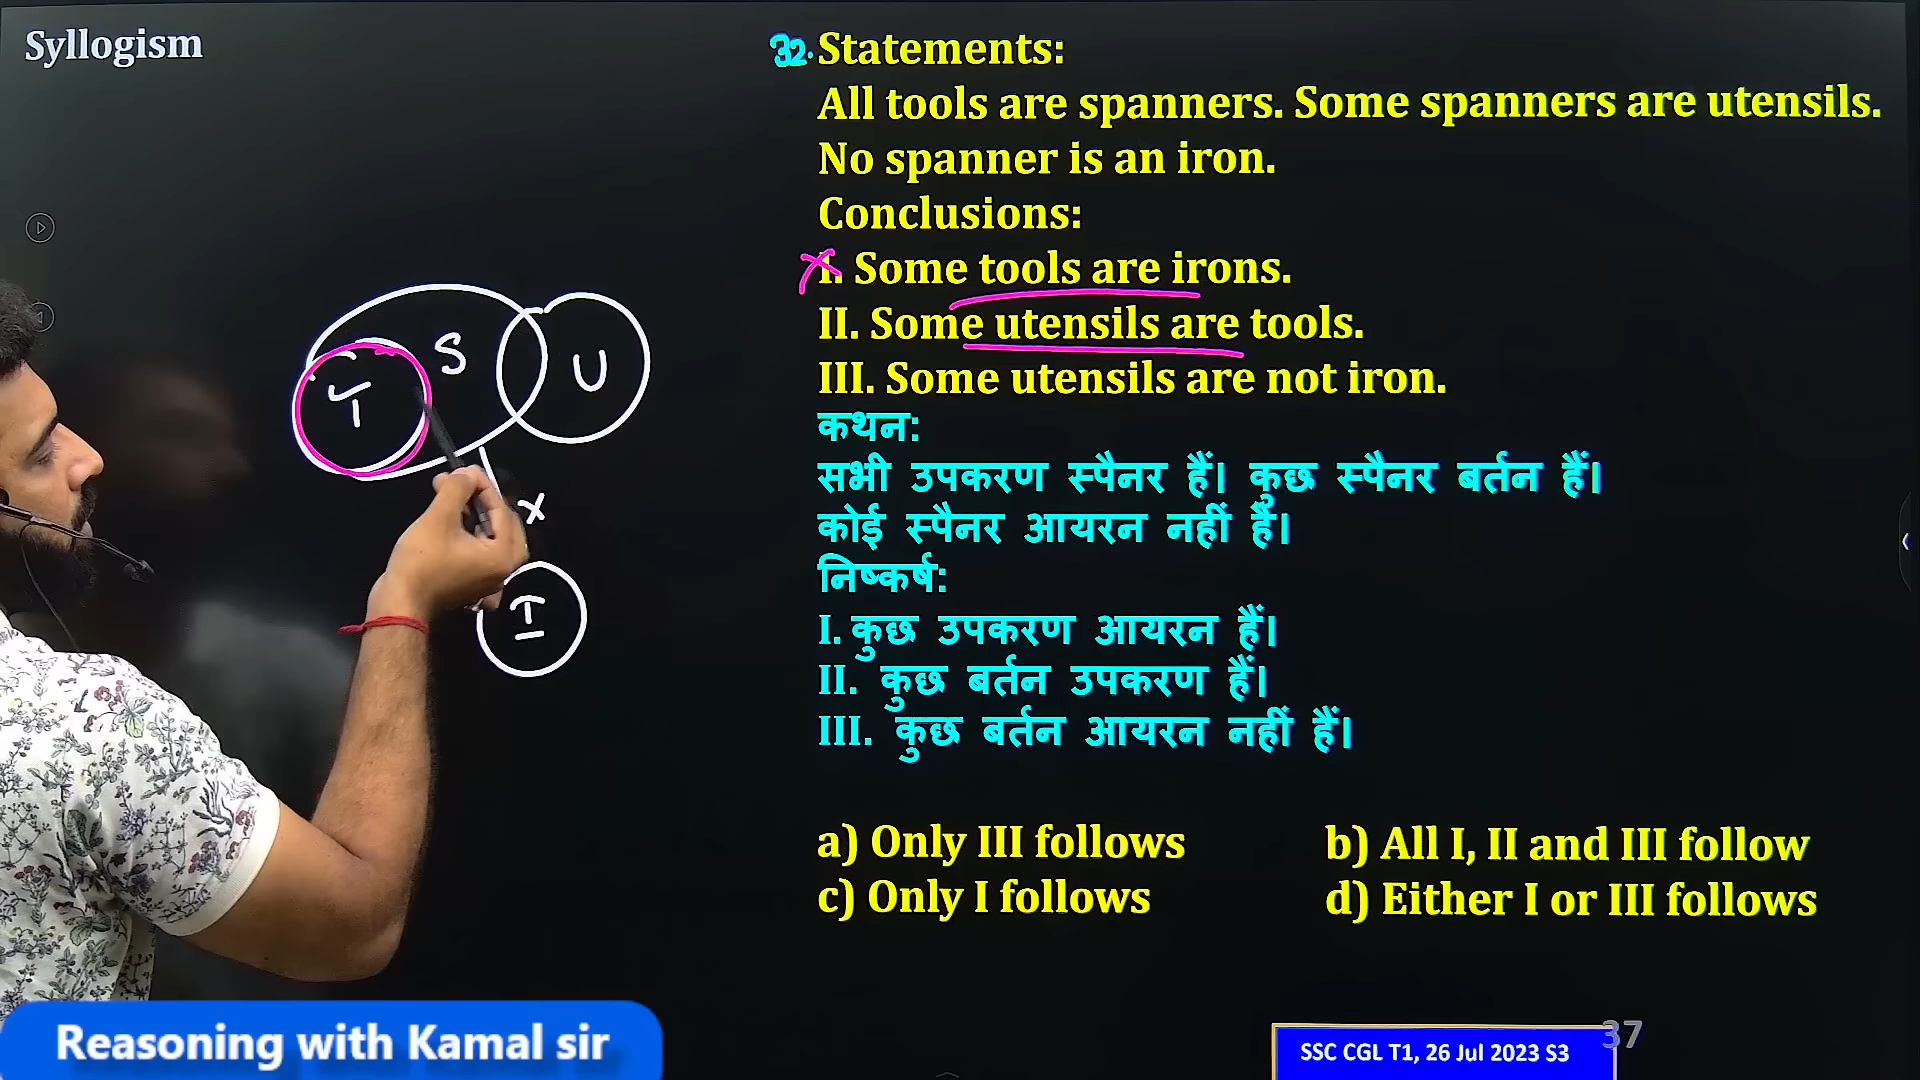 Syllogism
32. Statements:
All tools are spanners. Some spanners are utensils.
No spanner is an iron.
Conclusions:
I. Some tools are irons.
II. Some utensils are tools.
III. Some utensils are not iron.
कथन:
सभी उपकरण स्पैनर हैं। कुछ स्पैनर बर्तन हैं।
कोई स्पैनर आयरन नहीं है।
निष्कर्ष:
I. कुछ उपकरण आयरन हैं।
II. कुछ बर्तन उपकरण हैं।
III. कुछ बर्तन आयरन नहीं हैं।
a) Only III follows b) All I, II and III follow
c) Only I follows d) Either I or III follows
T S U
x
I
Reasoning with Kamal sir
SSC CGL T1, 26 Jul 2023 S3
37